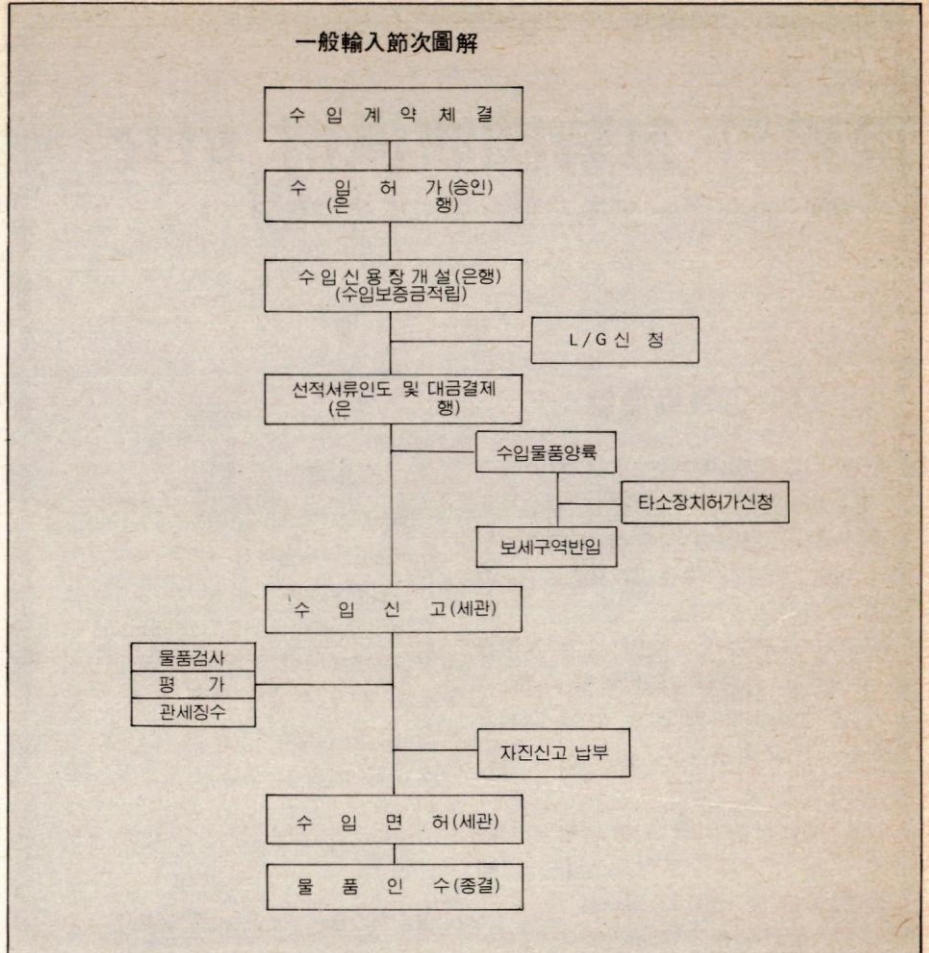 一般輸入節次圖解
수 입 계 약 체 결
수 입 허 가 (승인)
(은 행)
수 입 신 용 장 개 설 (은행)
(수입보증금적립)
L / G 신 청
선적서류인도 및 대금결제
(은 행)
수입물품양륙
타소장치허가신청
보세구역반입
수 입 신 고 (세관)
물품검사
평 가
관세징수
자진신고 납부
수 입 면 허 (세관)
물 품 인 수 (종결)